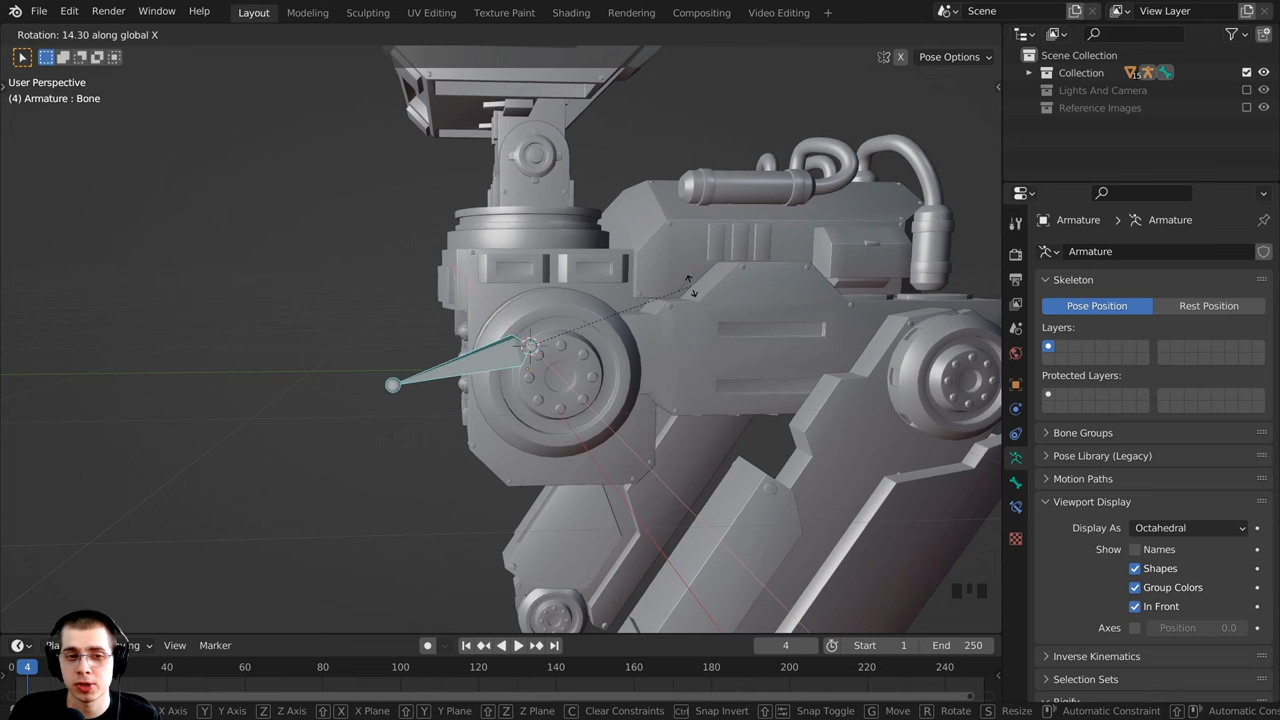 File Edit Render Window Help Layout Modeling Sculpting UV Editing Texture Paint Shading Rendering Compositing Video Editing + Scene View Layer
Rotation: 14.30 along global X
X Pose Options
User Perspective
(4) Armature : Bone
Scene Collection
Collection 15
Lights And Camera
Reference Images
Armature > Armature
Armature
Skeleton
Pose Position Rest Position
Layers:
Protected Layers:
Bone Groups
Pose Library (Legacy)
Motion Paths
Viewport Display
Display As Octahedral
Show Names
Shapes
Group Colors
In Front
Axes Position 0.0
View Marker 4 Start 1 End 250
Inverse Kinematics
0 4 40 60 80 100 120 140 160 180 200 220 240
Selection Sets
X Axis Y Y Axis Z Z Axis X X Plane Y Y Plane Z Z Plane C Clear Constraints Ctrl Snap Invert Snap Toggle G Move R Rotate S Resize Automatic Constraint Automatic Cons